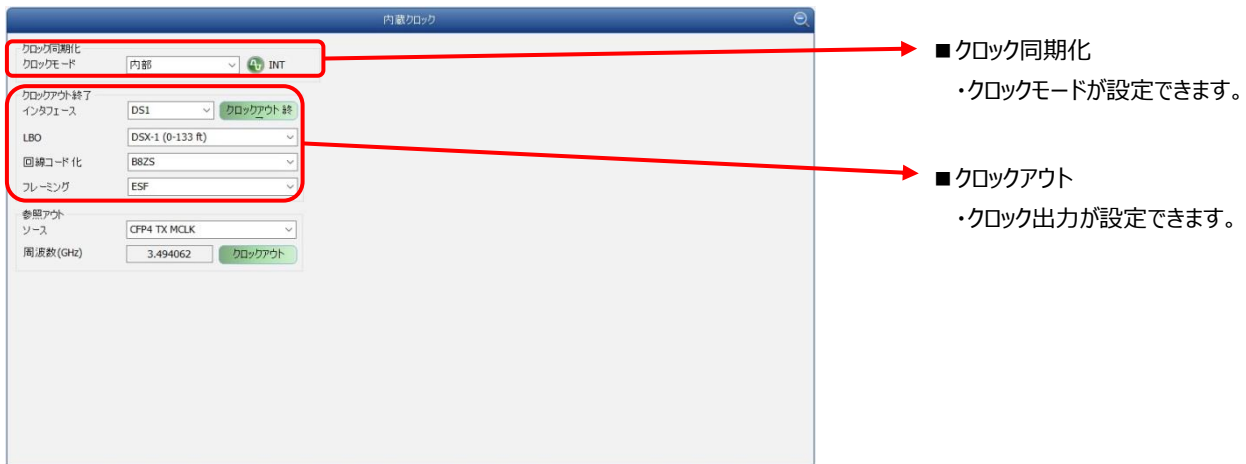 内蔵クロック
クロック同期化
クロックモード 内部 INT
クロックアウト終了
インタフェース DS1 クロックアウト 終
LBO DSX-1 (0-133 ft)
回線コード化 B8ZS
フレーミング ESF
参照アウト
ソース CFP4 TX MCLK
周波数(GHz) 3.494062 クロックアウト
■クロック同期化
・クロックモードが設定できます。
■クロックアウト
・クロック出力が設定できます。